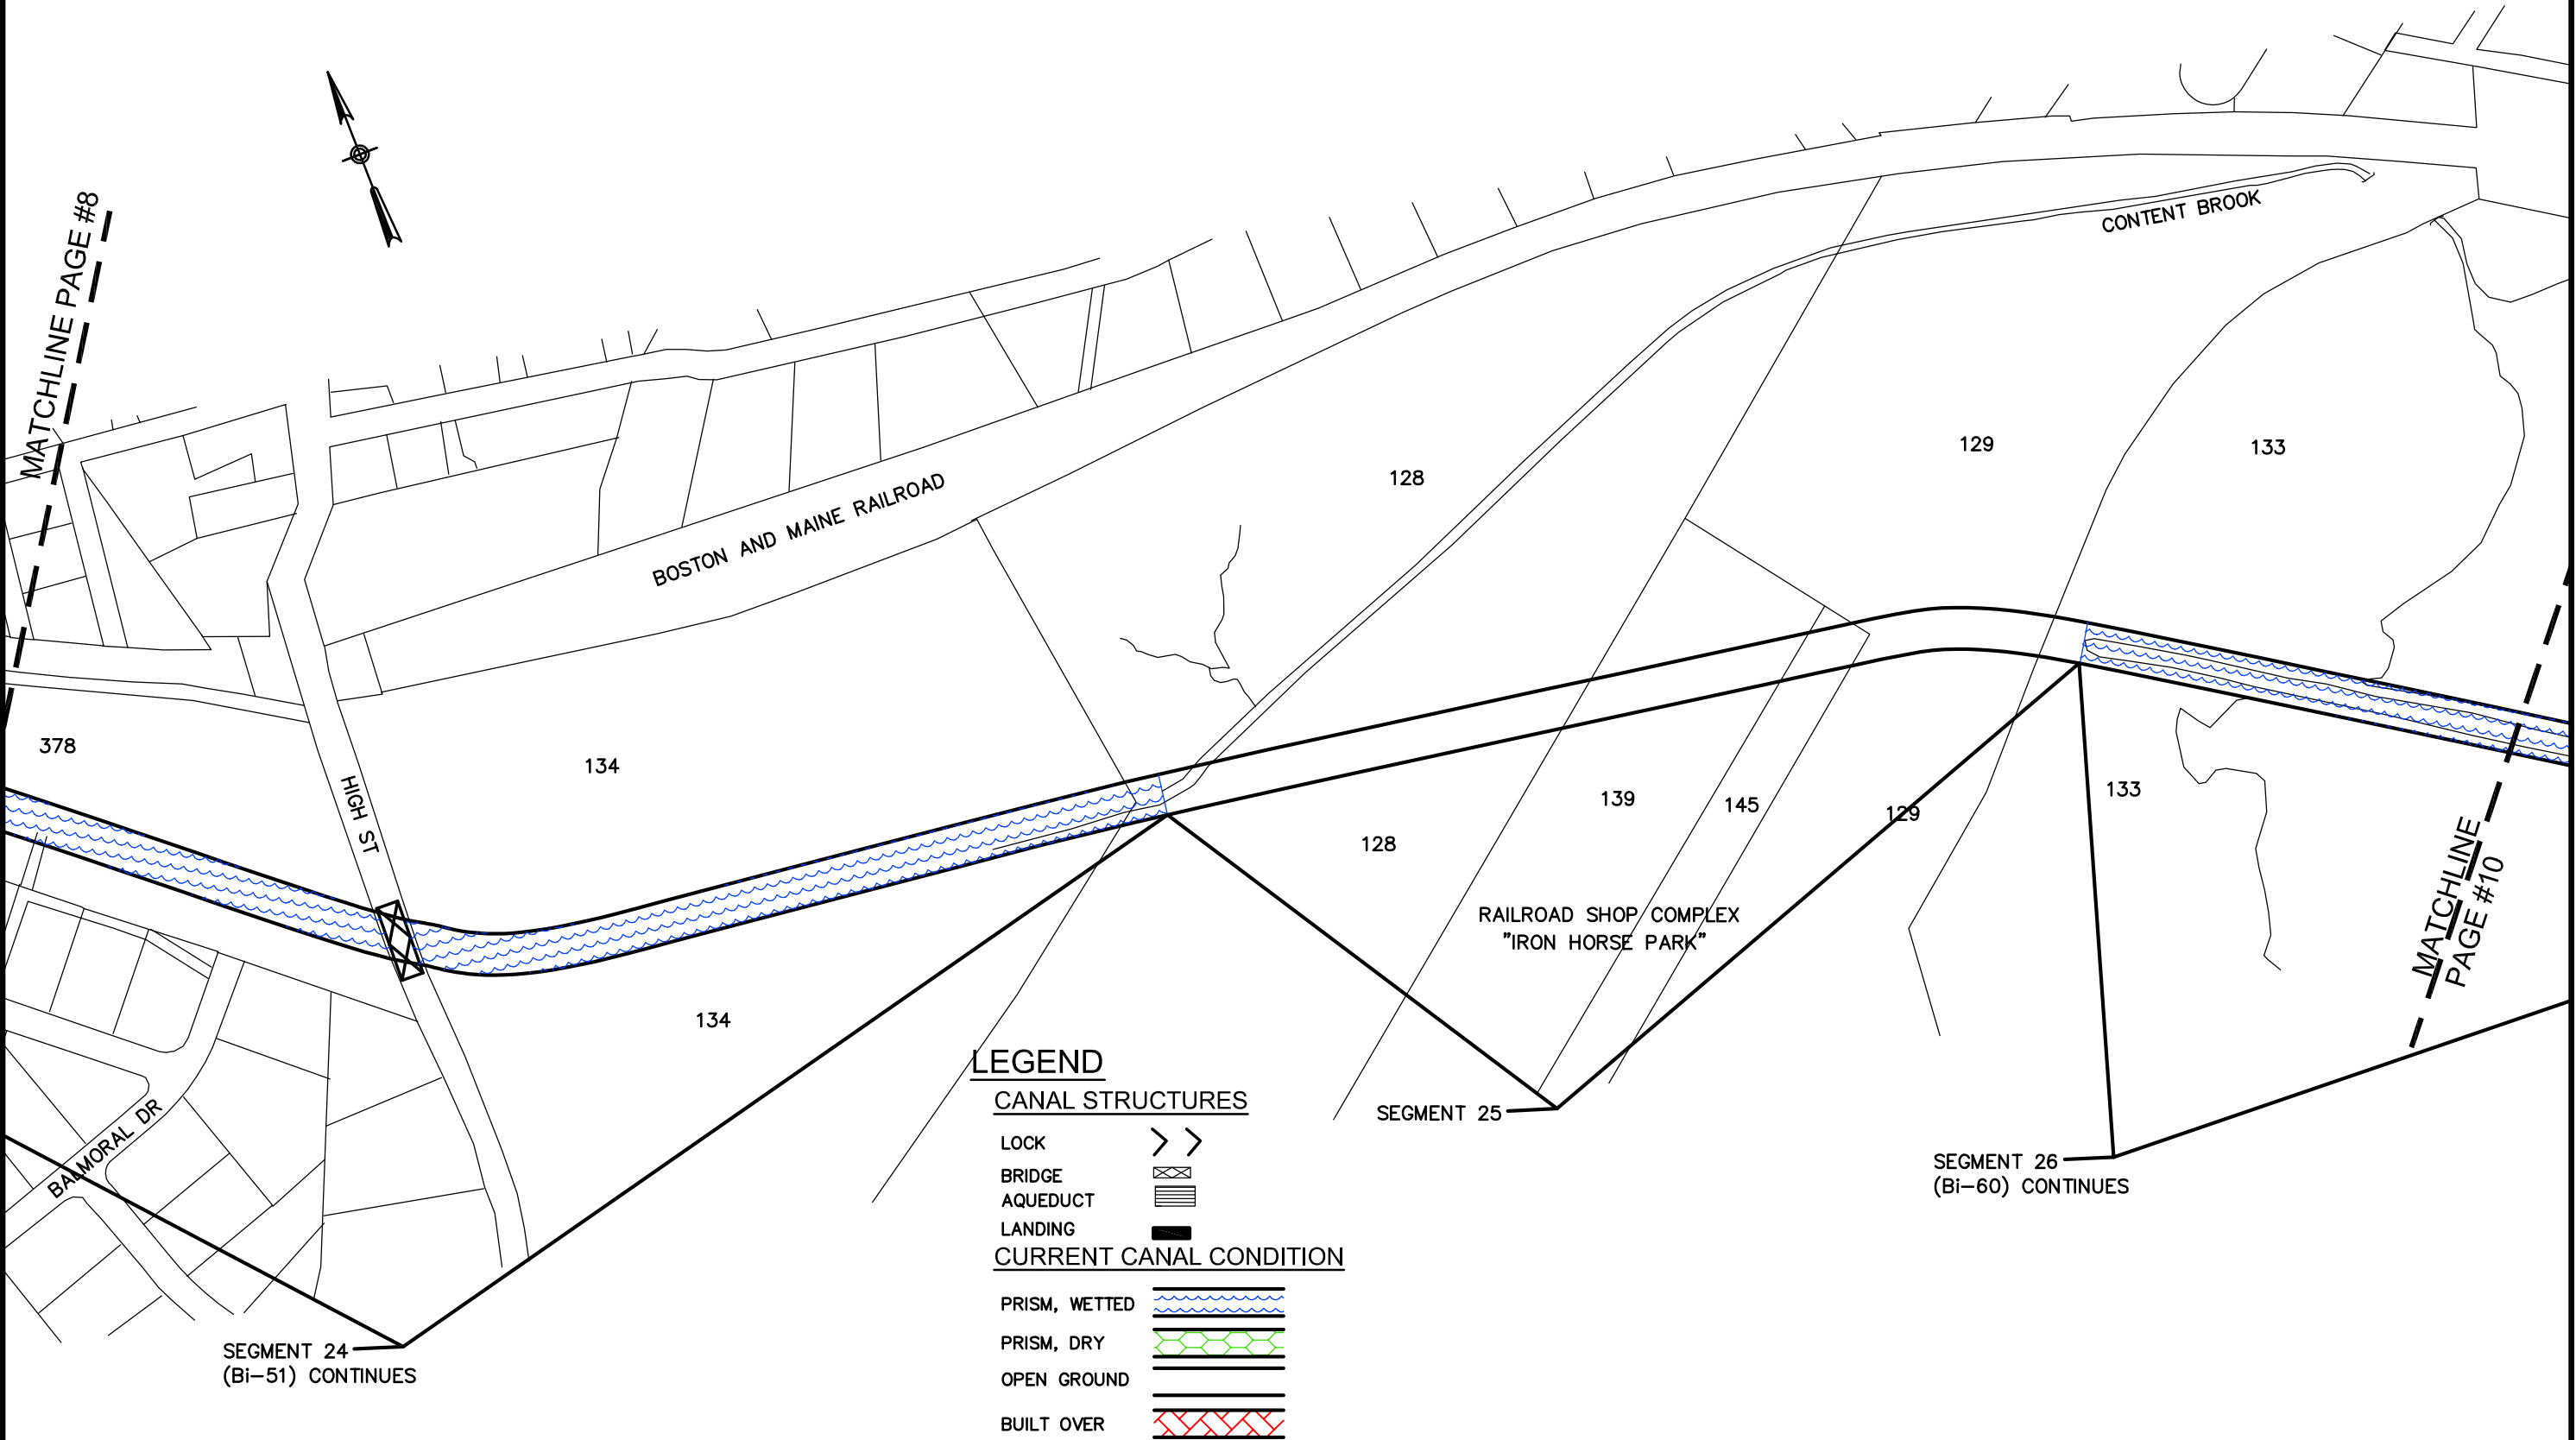 MATCHLINE PAGE #8
CONTENT BROOK
BOSTON AND MAINE RAILROAD
128
129
133
378
HIGH ST
134
134
128
139
145
129
133
RAILROAD SHOP COMPLEX
"IRON HORSE PARK"
MATCHLINE
PAGE #10
BALMORAL DR
SEGMENT 24
(Bi-51) CONTINUES
SEGMENT 25
SEGMENT 26
(Bi-60) CONTINUES
LEGEND
CANAL STRUCTURES
LOCK
BRIDGE
AQUEDUCT
LANDING
CURRENT CANAL CONDITION
PRISM, WETTED
PRISM, DRY
OPEN GROUND
BUILT OVER